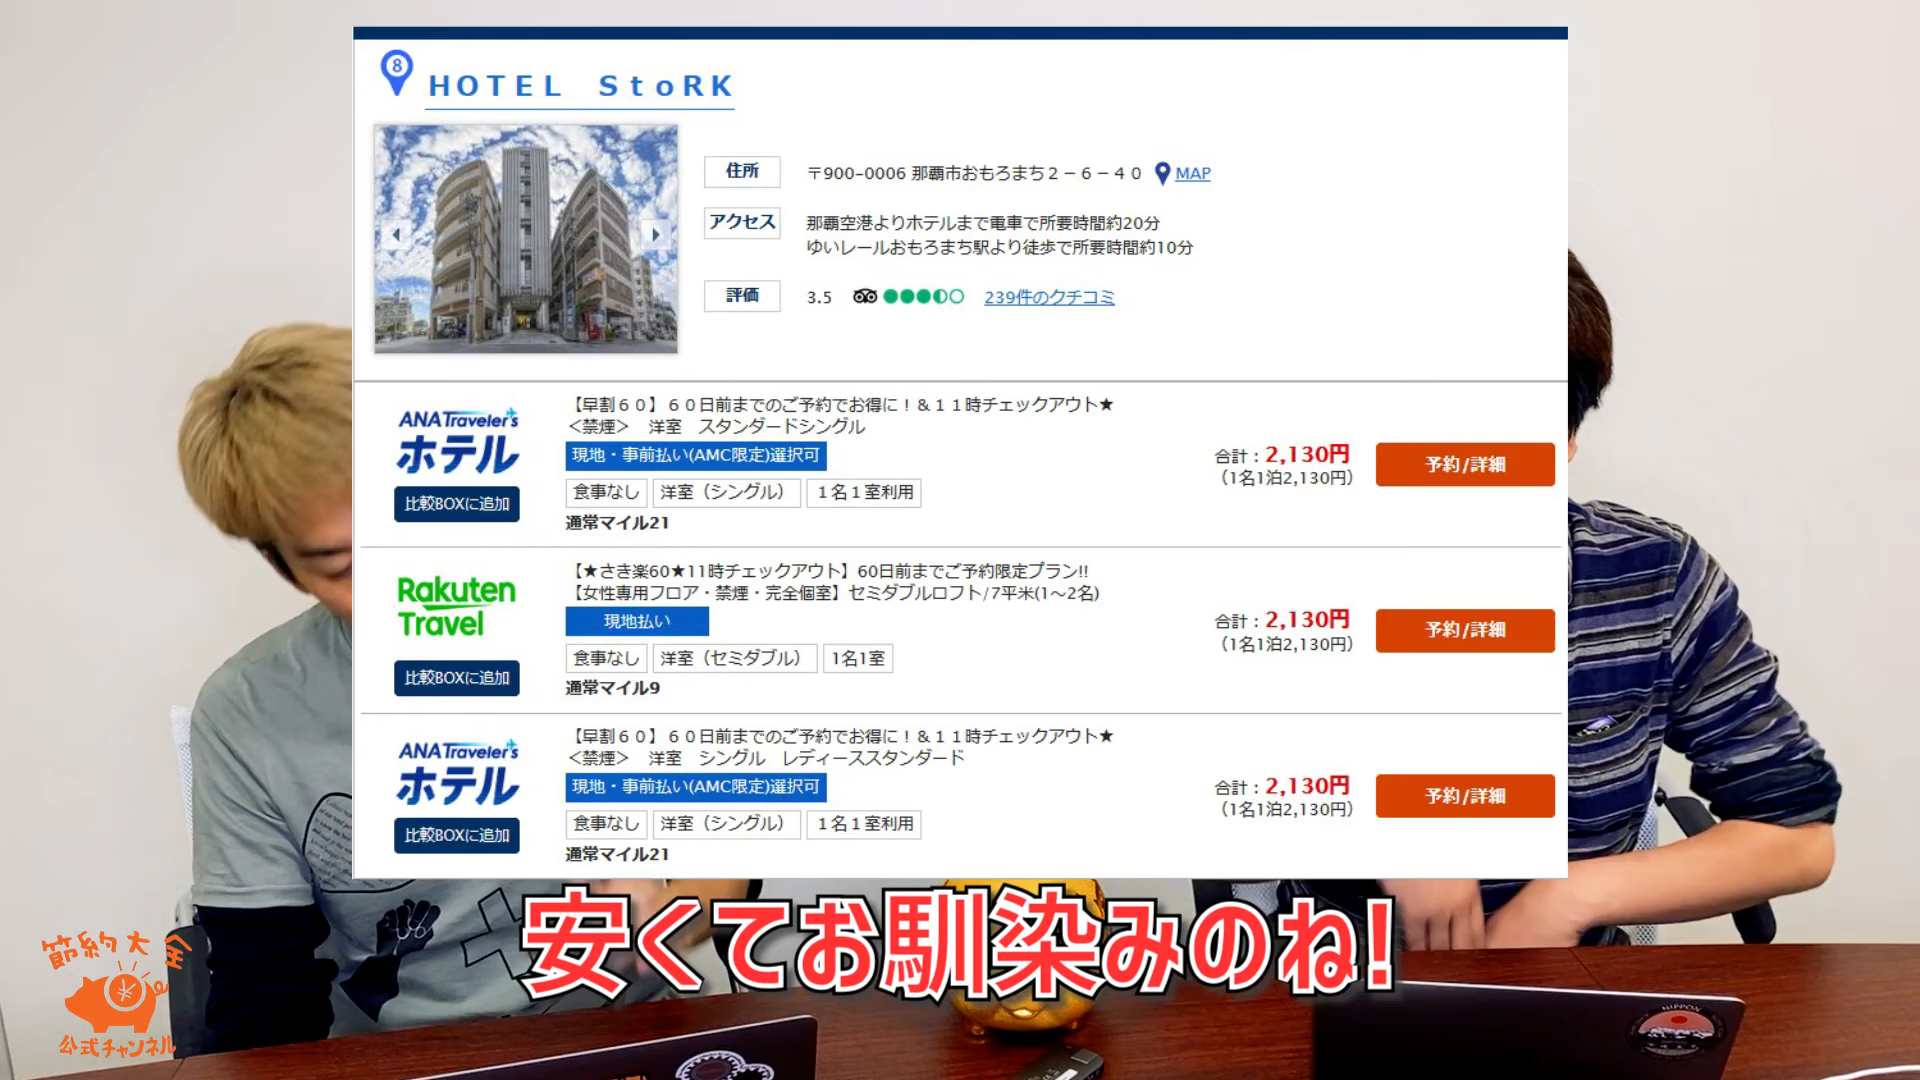 8
HOTEL StoRK
住所
〒900-0006 那覇市おもろまち２－６－４０
MAP
アクセス
那覇空港よりホテルまで電車で所要時間約20分
ゆいレールおもろまち駅より徒歩で所要時間約10分
評価
3.5
239件のクチコミ
ANA Traveler's
ホテル
比較BOXに追加
【早割６０】６０日前までのご予約でお得に！＆１１時チェックアウト★
＜禁煙＞　洋室　スタンダードシングル
現地・事前払い(AMC限定)選択可
食事なし
洋室（シングル）
１名１室利用
通常マイル21
合計：2,130円
（1名1泊2,130円）
予約/詳細
Rakuten
Travel
比較BOXに追加
【★さき楽60★11時チェックアウト】60日前までご予約限定プラン!!
【女性専用フロア・禁煙・完全個室】セミダブルロフト/7平米(1～2名)
現地払い
食事なし
洋室（セミダブル）
1名1室
通常マイル9
合計：2,130円
（1名1泊2,130円）
予約/詳細
ANA Traveler's
ホテル
比較BOXに追加
【早割６０】６０日前までのご予約でお得に！＆１１時チェックアウト★
＜禁煙＞　洋室　シングル　レディーススタンダード
現地・事前払い(AMC限定)選択可
食事なし
洋室（シングル）
１名１室利用
通常マイル21
合計：2,130円
（1名1泊2,130円）
予約/詳細
安くてお馴染みのね!
節約大全
¥
公式チャンネル
NIPPON